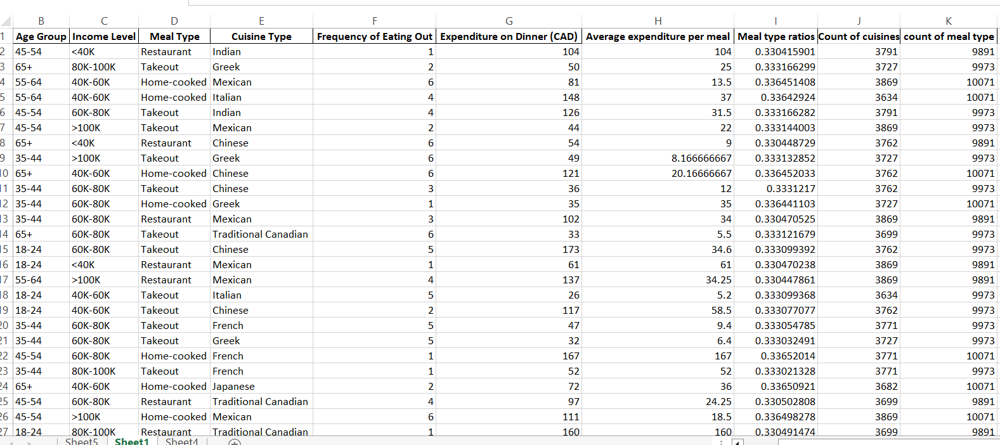 B C D E F G H I J K
1 Age Group Income Level Meal Type Cuisine Type Frequency of Eating Out Expenditure on Dinner (CAD) Average expenditure per meal Meal type ratios Count of cuisines count of meal type
2 45-54 <40K Restaurant Indian 1 104 104 0.330415901 3791 9891
3 65+ 80K-100K Takeout Greek 2 50 25 0.333166299 3727 9973
4 55-64 40K-60K Home-cooked Mexican 6 81 13.5 0.336451408 3869 10071
5 55-64 40K-60K Home-cooked Italian 4 148 37 0.33642924 3634 10071
6 45-54 60K-80K Takeout Indian 4 126 31.5 0.333166282 3791 9973
7 45-54 >100K Takeout Mexican 2 44 22 0.333144003 3869 9973
8 65+ <40K Restaurant Chinese 6 54 9 0.330448729 3762 9891
9 35-44 >100K Takeout Greek 6 49 8.166666667 0.333132852 3727 9973
10 65+ 40K-60K Home-cooked Chinese 6 121 20.16666667 0.336452033 3762 10071
11 35-44 60K-80K Takeout Chinese 3 36 12 0.3331217 3762 9973
12 35-44 60K-80K Home-cooked Greek 1 35 35 0.336441103 3727 10071
13 35-44 60K-80K Restaurant Mexican 3 102 34 0.330470525 3869 9891
14 65+ 60K-80K Takeout Traditional Canadian 6 33 5.5 0.333121679 3699 9973
15 18-24 60K-80K Takeout Chinese 5 173 34.6 0.333099392 3762 9973
16 18-24 <40K Restaurant Mexican 1 61 61 0.330470238 3869 9891
17 55-64 >100K Restaurant Mexican 4 137 34.25 0.330447861 3869 9891
18 18-24 40K-60K Takeout Italian 5 26 5.2 0.333099368 3634 9973
19 18-24 40K-60K Takeout Chinese 2 117 58.5 0.333077077 3762 9973
20 35-44 60K-80K Takeout French 5 47 9.4 0.333054785 3771 9973
21 35-44 60K-80K Takeout Greek 5 32 6.4 0.333032491 3727 9973
22 45-54 60K-80K Home-cooked French 1 167 167 0.33652014 3771 10071
23 35-44 80K-100K Takeout French 1 52 52 0.333021328 3771 9973
24 65+ 40K-60K Home-cooked Japanese 2 72 36 0.33650921 3682 10071
25 45-54 60K-80K Restaurant Traditional Canadian 4 97 24.25 0.330502808 3699 9891
26 45-54 >100K Home-cooked Mexican 6 111 18.5 0.336498278 3869 10071
27 18-24 80K-100K Restaurant Traditional Canadian 1 160 160 0.330491474 3699 9891
Sheet5 Sheet1 Sheet4